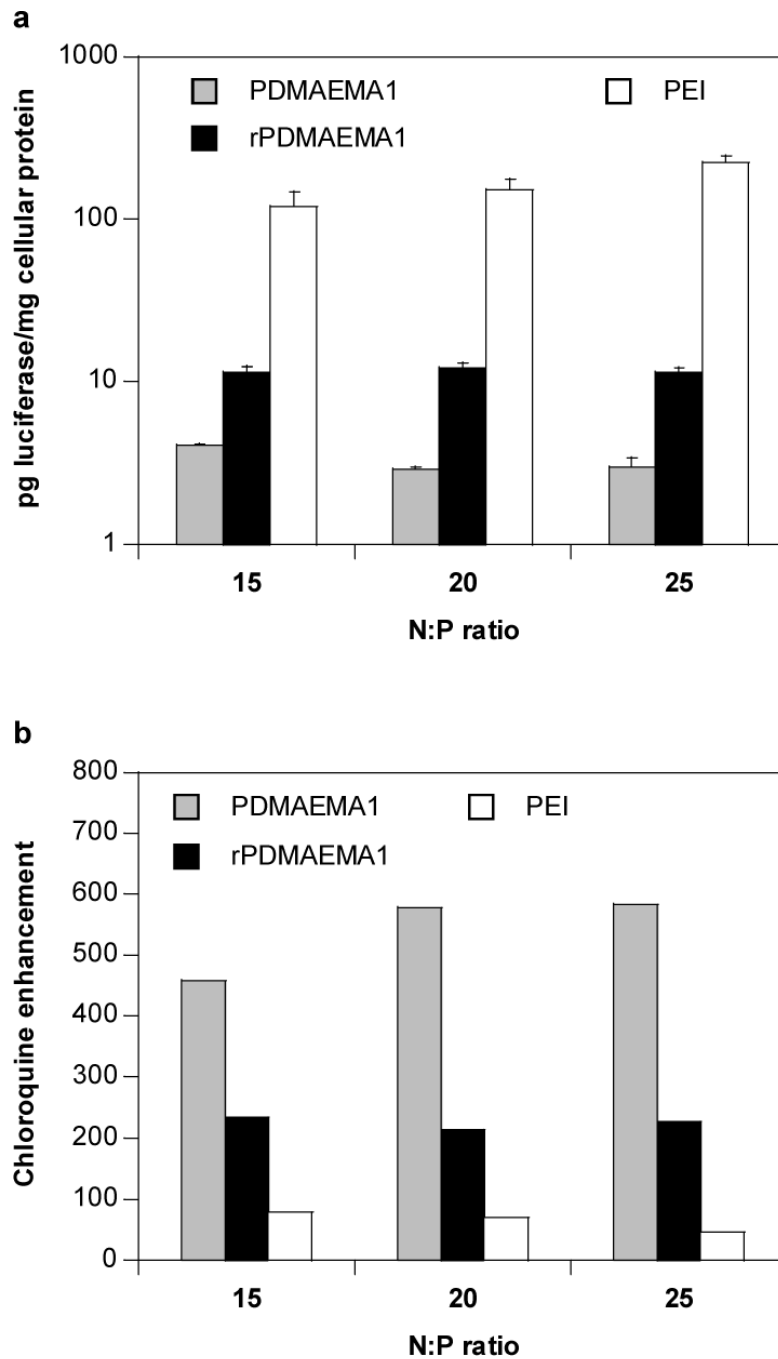 a
pg luciferase/mg cellular protein
1000
100
10
1
PDMAEMA1
PEI
rPDMAEMA1
15 20 25
N:P ratio
b
Chloroquine enhancement
800
700
600
500
400
300
200
100
0
PDMAEMA1
PEI
rPDMAEMA1
15 20 25
N:P ratio